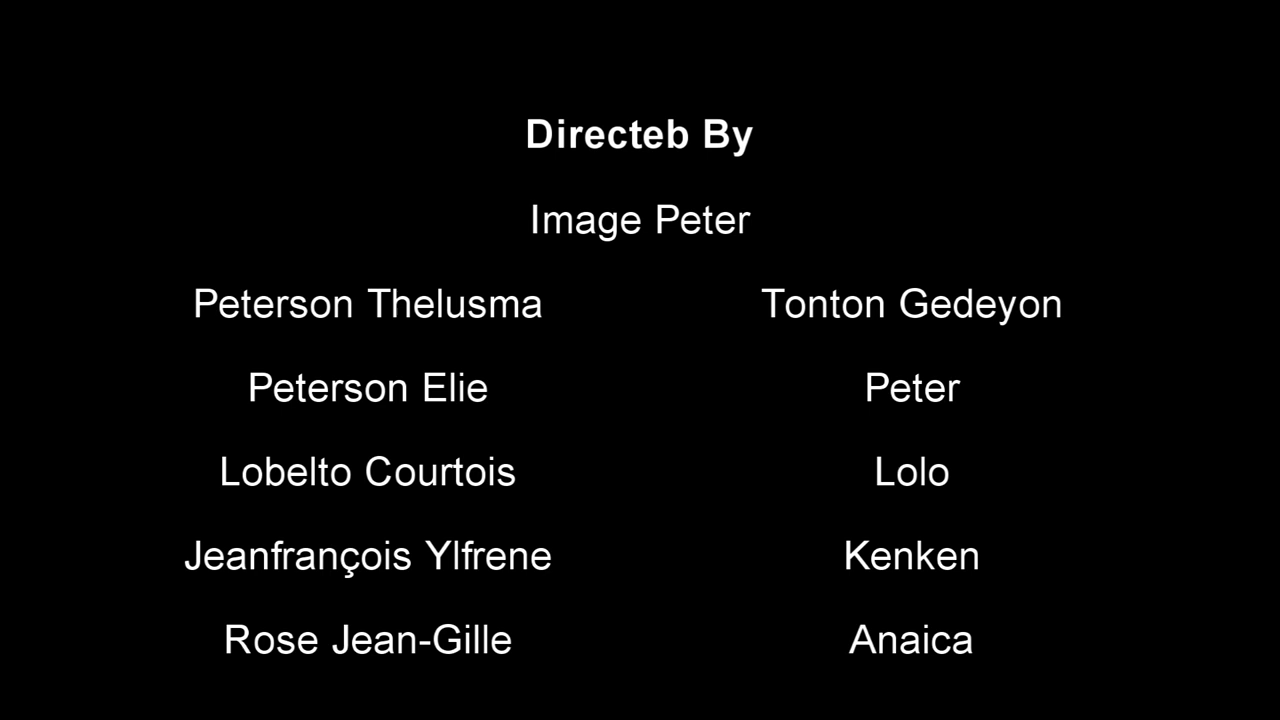 Directeb By
Image Peter
Peterson Thelusma Tonton Gedeyon
Peterson Elie Peter
Lobelto Courtois Lolo
Jeanfrançois Ylfrene Kenken
Rose Jean-Gille Anaica